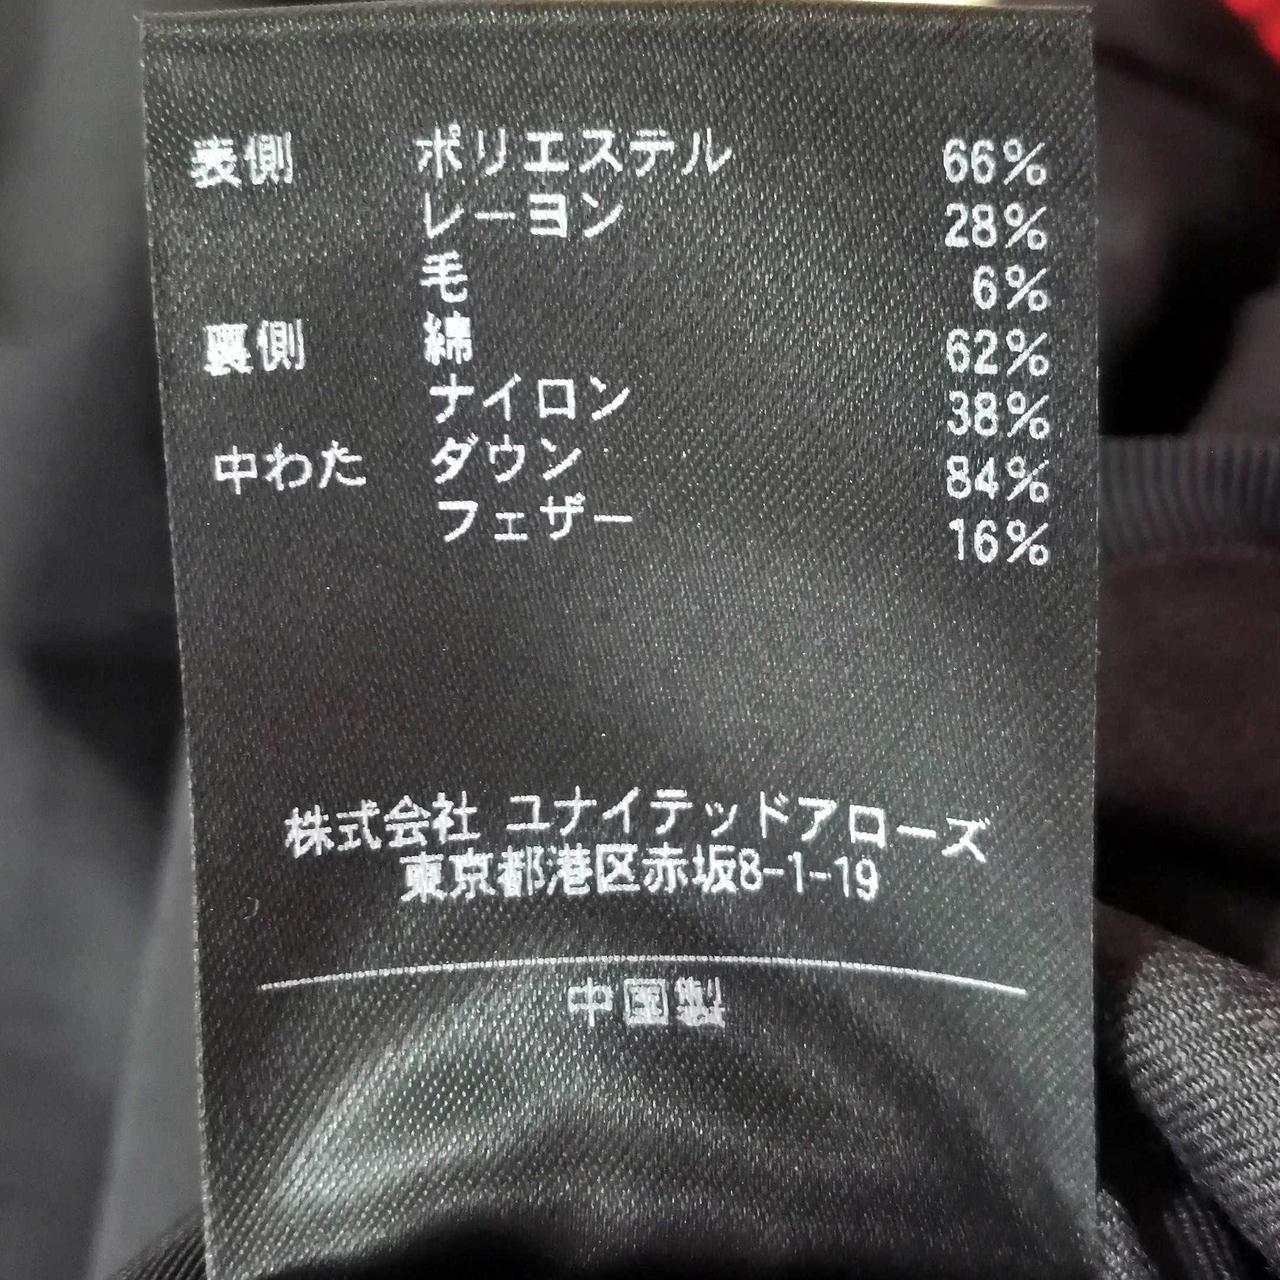 表側 ポリエステル 66%
レーヨン 28%
毛 6%
裏側 綿 62%
ナイロン 38%
中わた ダウン 84%
フェザー 16%
株式会社 ユナイテッドアローズ
東京都港区赤坂8-1-19
中国製